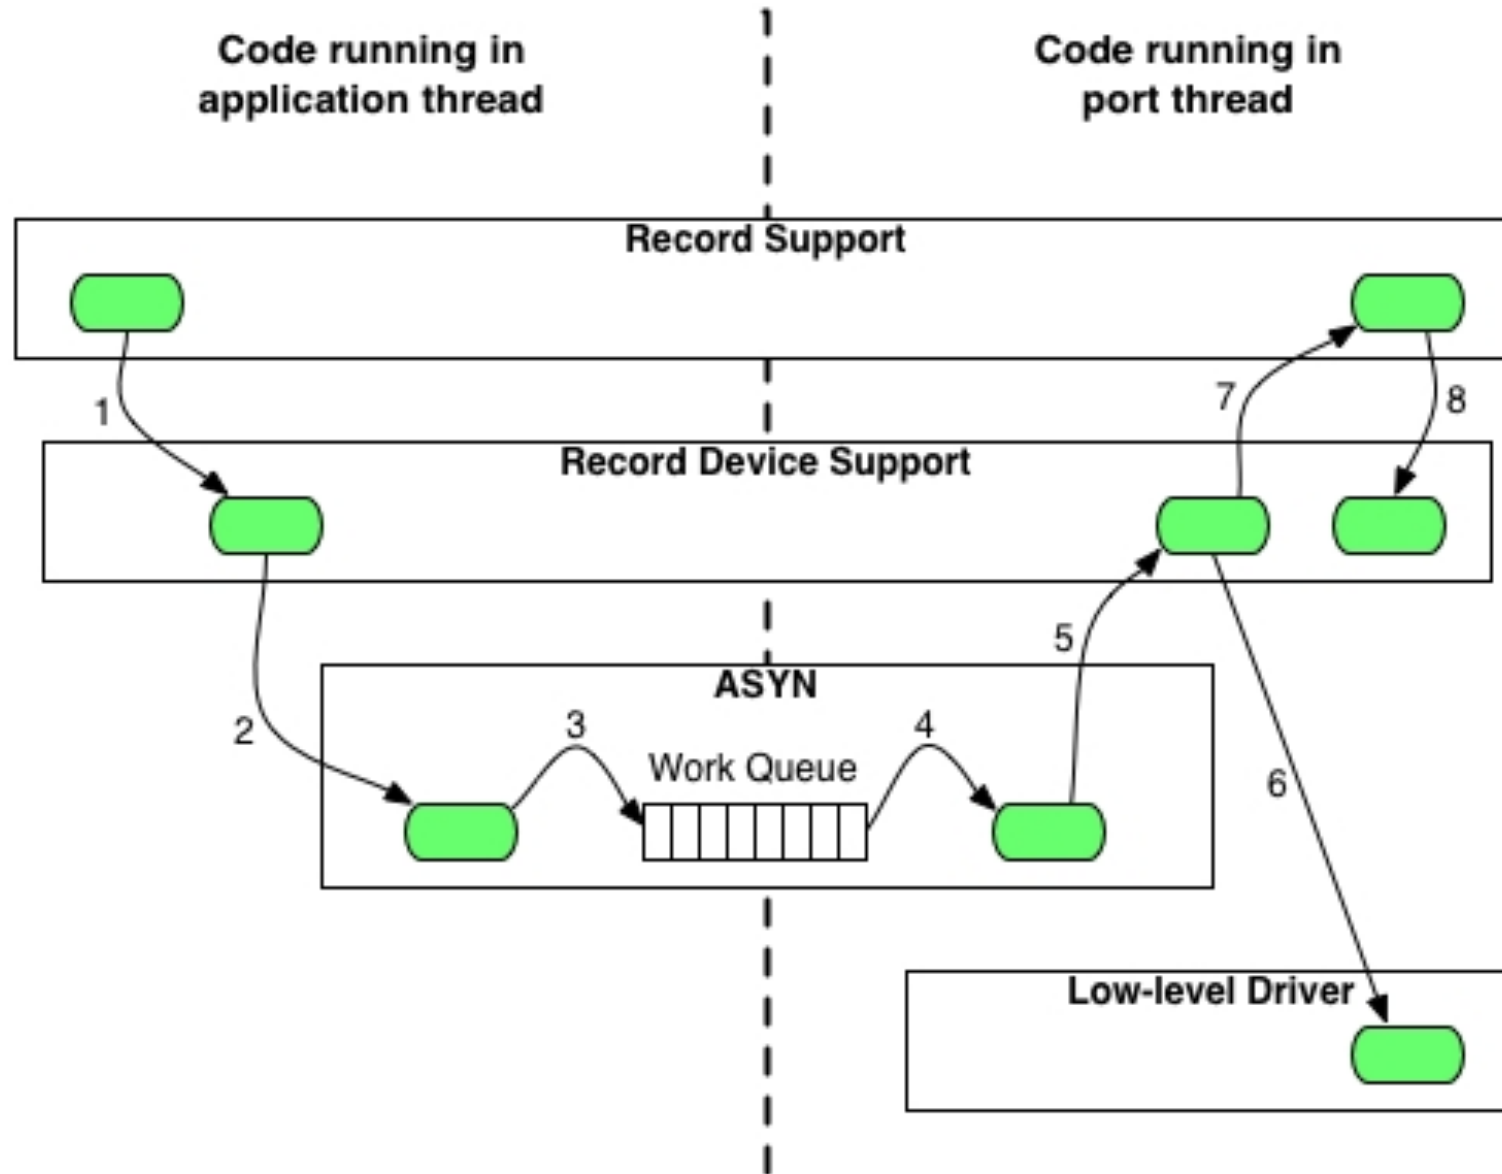 Code running in
application thread
Code running in
port thread
Record Support
1
7
8
Record Device Support
5
2
ASYN
3
4
Work Queue
6
Low-level Driver